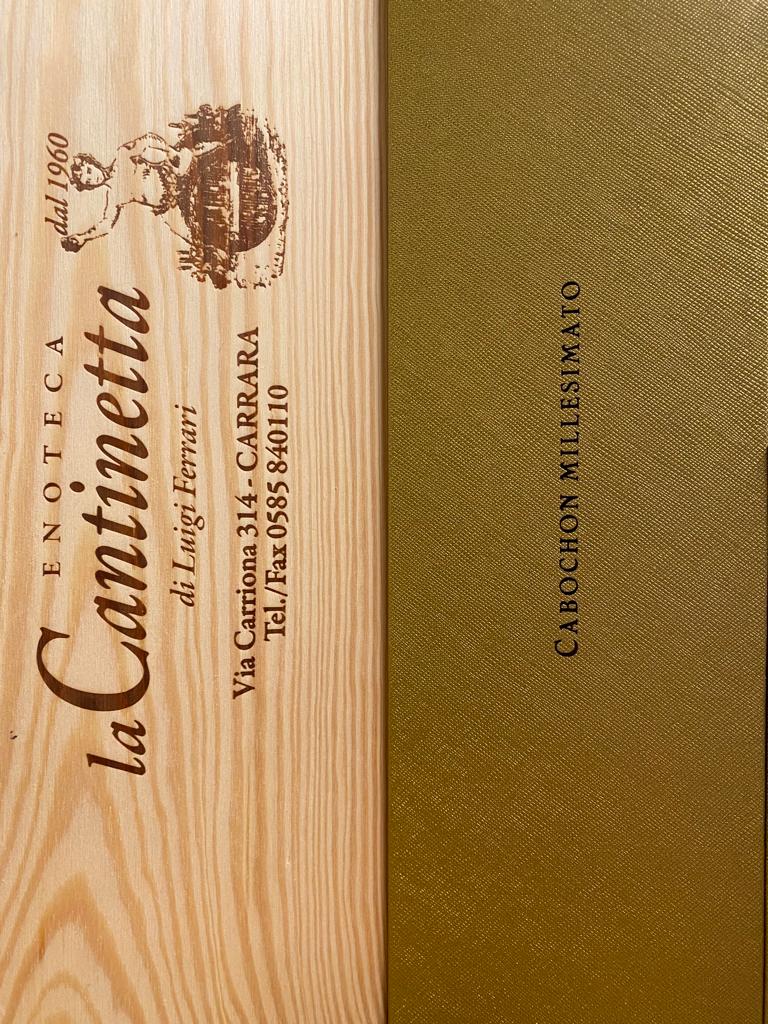 dal 1960
ENOTECA
la Cantinetta
di Luigi Ferrari
Via Carriona 314 - CARRARA
Tel./Fax 0585 840110
CABOCHON MILLESIMATO